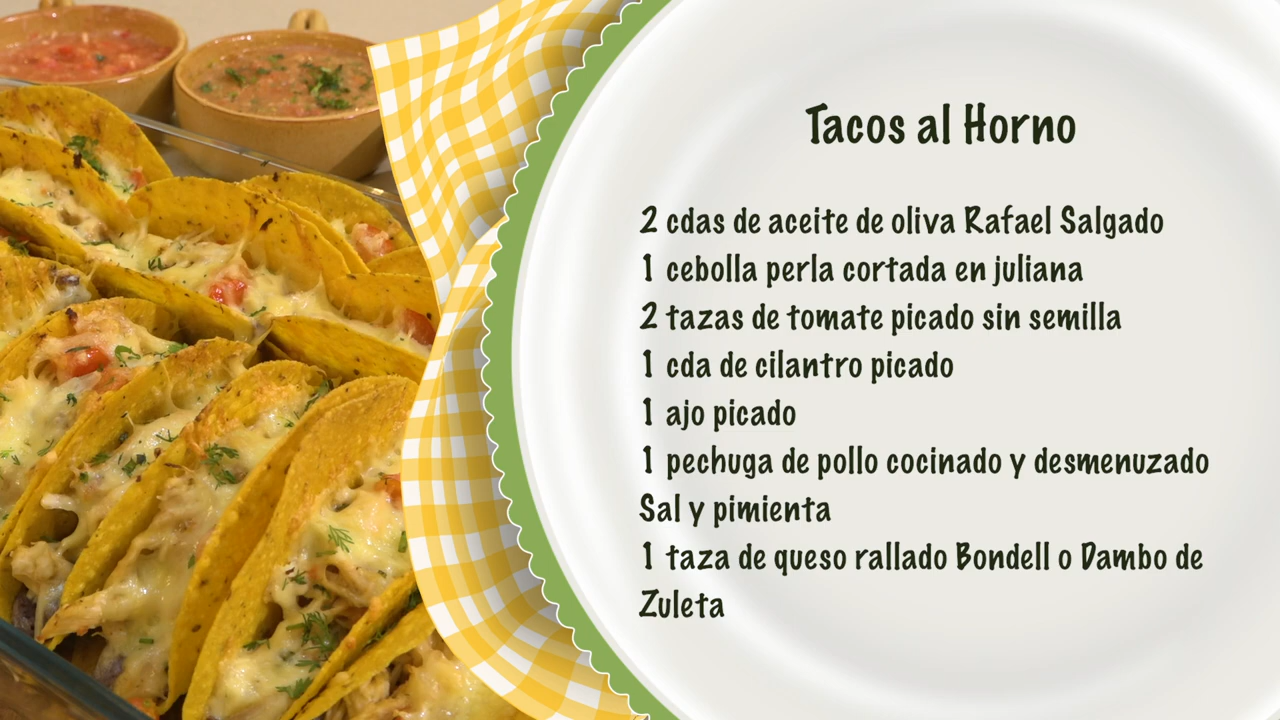 Tacos al Horno
2 cdas de aceite de oliva Rafael Salgado
1 cebolla perla cortada en juliana
2 tazas de tomate picado sin semilla
1 cda de cilantro picado
1 ajo picado
1 pechuga de pollo cocinado y desmenuzado
Sal y pimienta
1 taza de queso rallado Bondell o Dambo de
Zuleta